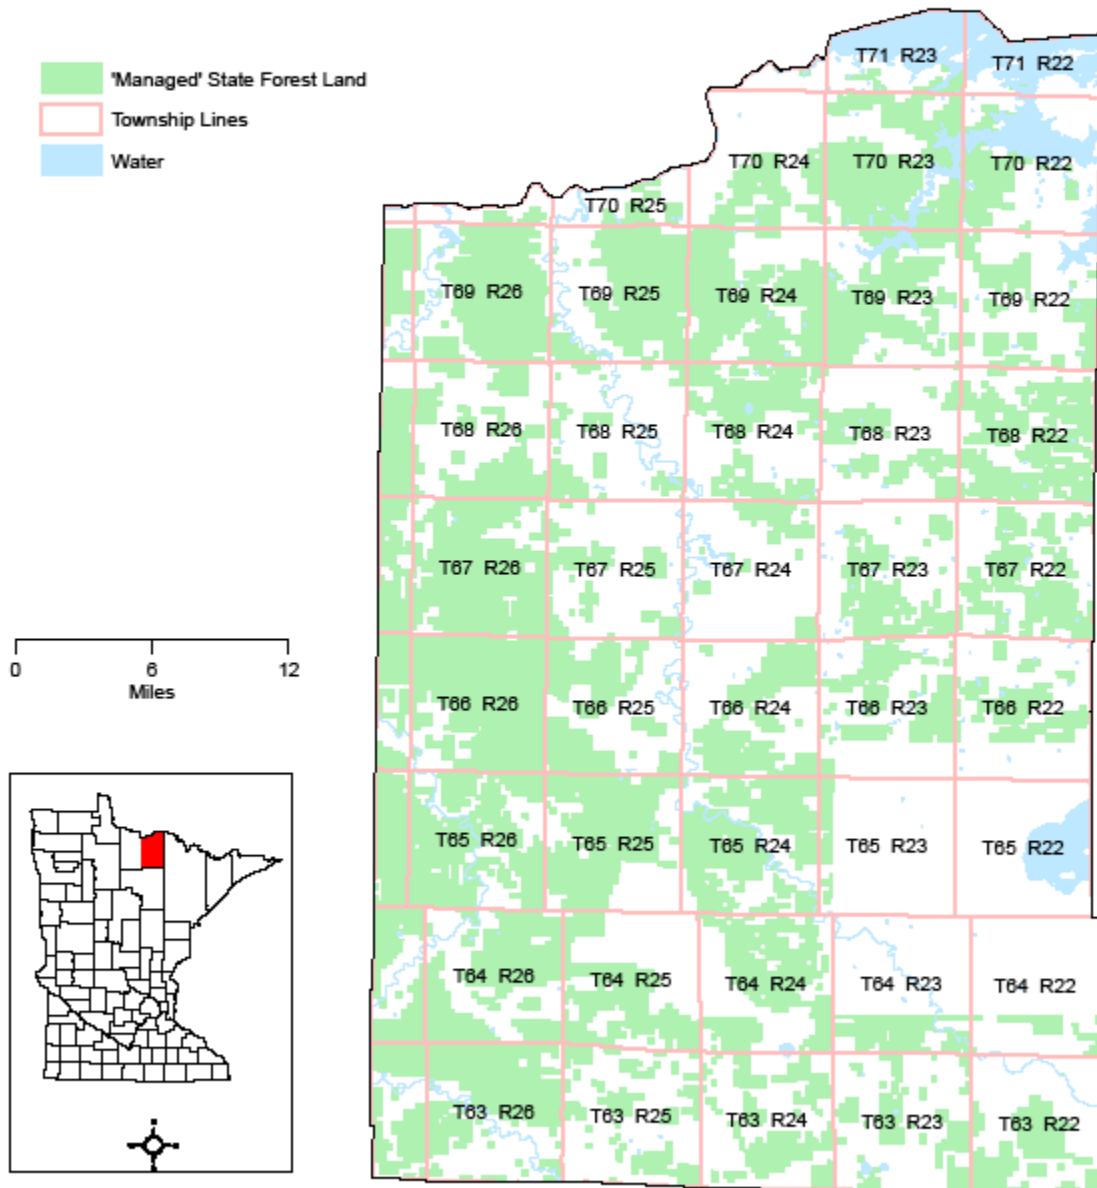 'Managed' State Forest Land
Township Lines
Water
T71 R23
T71 R22
T70 R25
T70 R24
T70 R23
T70 R22
T69 R26
T69 R25
T69 R24
T69 R23
T69 R22
T68 R26
T68 R25
T68 R24
T68 R23
T68 R22
T67 R26
T67 R25
T67 R24
T67 R23
T67 R22
0 6 12
Miles
T66 R26
T66 R25
T66 R24
T66 R23
T66 R22
T65 R26
T65 R25
T65 R24
T65 R23
T65 R22
T64 R26
T64 R25
T64 R24
T64 R23
T64 R22
T63 R26
T63 R25
T63 R24
T63 R23
T63 R22